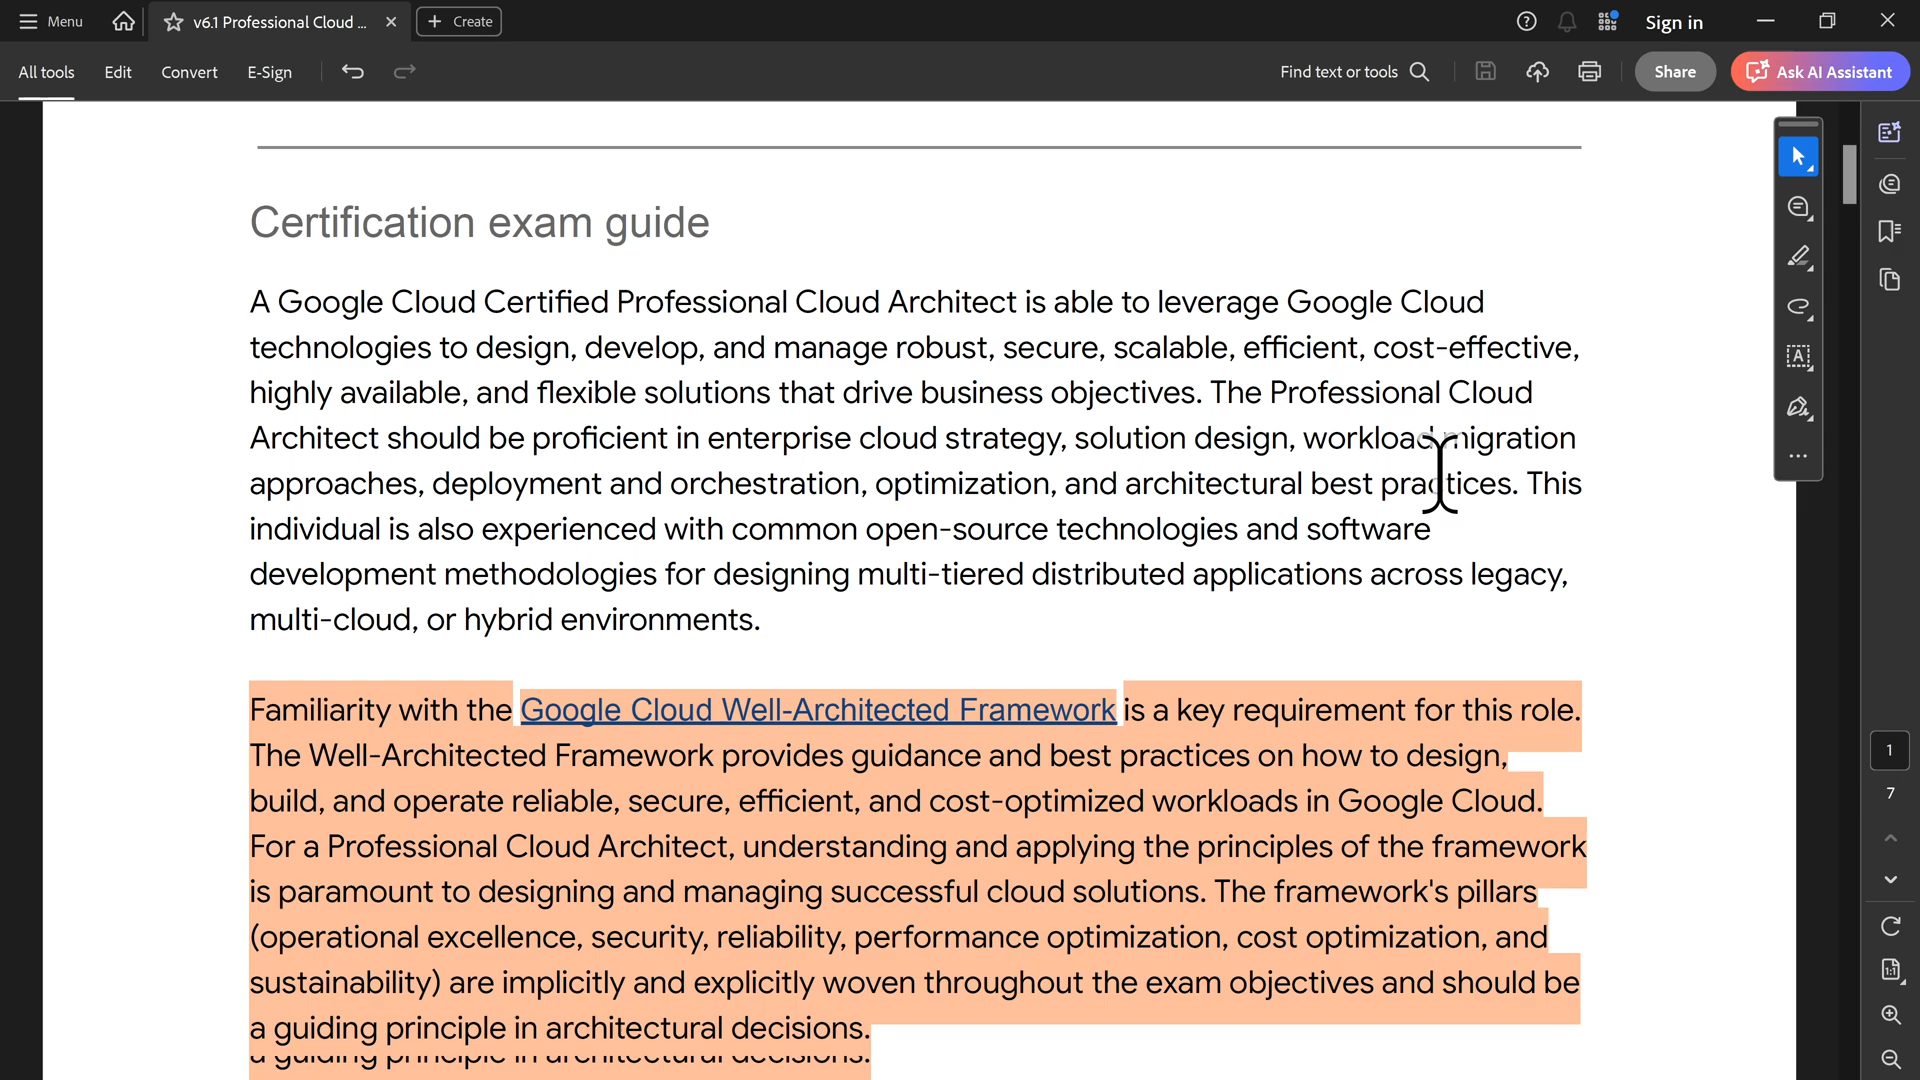 Menu
v6.1 Professional Cloud ...
Create
Sign in
All tools
Edit
Convert
E-Sign
Find text or tools
Share
Ask AI Assistant
Certification exam guide
A Google Cloud Certified Professional Cloud Architect is able to leverage Google Cloud
technologies to design, develop, and manage robust, secure, scalable, efficient, cost-effective,
highly available, and flexible solutions that drive business objectives. The Professional Cloud
Architect should be proficient in enterprise cloud strategy, solution design, workload migration
approaches, deployment and orchestration, optimization, and architectural best practices. This
individual is also experienced with common open-source technologies and software
development methodologies for designing multi-tiered distributed applications across legacy,
multi-cloud, or hybrid environments.
Familiarity with the Google Cloud Well-Architected Framework is a key requirement for this role.
The Well-Architected Framework provides guidance and best practices on how to design,
build, and operate reliable, secure, efficient, and cost-optimized workloads in Google Cloud.
For a Professional Cloud Architect, understanding and applying the principles of the framework
is paramount to designing and managing successful cloud solutions. The framework's pillars
(operational excellence, security, reliability, performance optimization, cost optimization, and
sustainability) are implicitly and explicitly woven throughout the exam objectives and should be
a guiding principle in architectural decisions.
a guiding principle in architectural decisions.
1
7